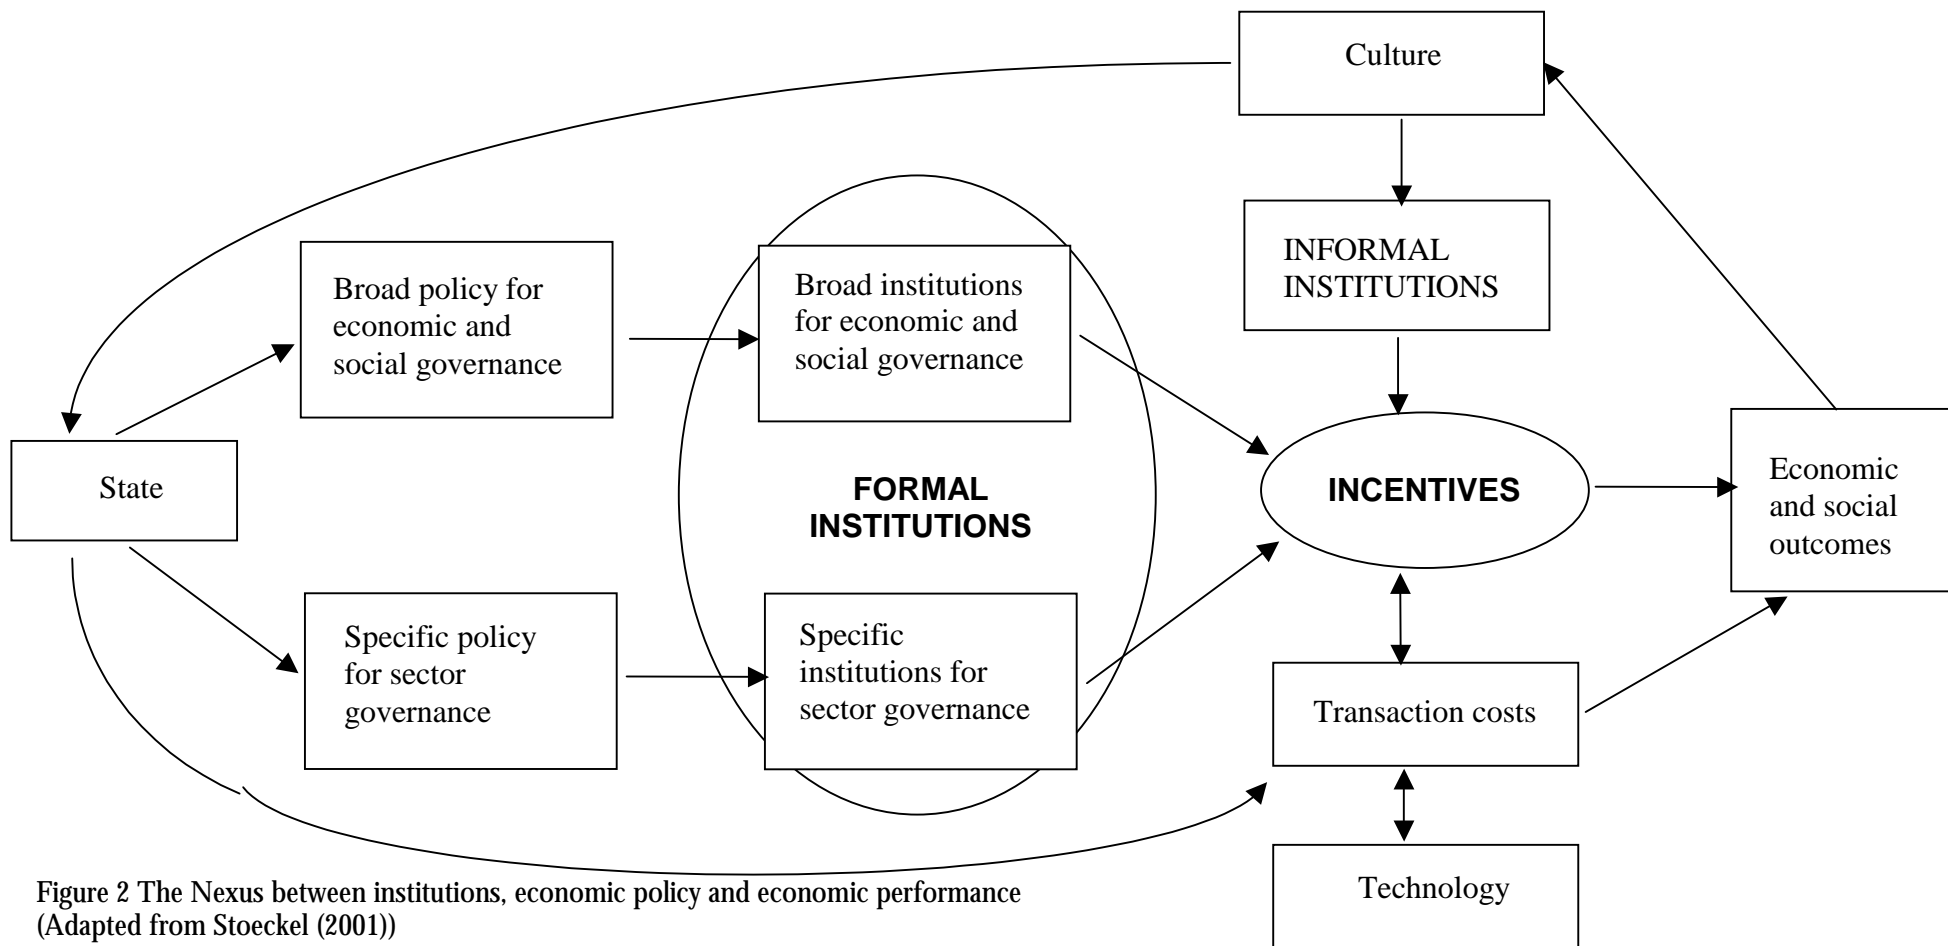 Culture
INFORMAL
INSTITUTIONS
Broad policy for
economic and
social governance
Broad institutions
for economic and
social governance
State
FORMAL
INSTITUTIONS
INCENTIVES
Economic
and social
outcomes
Specific policy
for sector
governance
Specific
institutions for
sector governance
Transaction costs
Technology
Figure 2 The Nexus between institutions, economic policy and economic performance
(Adapted from Stoeckel (2001))